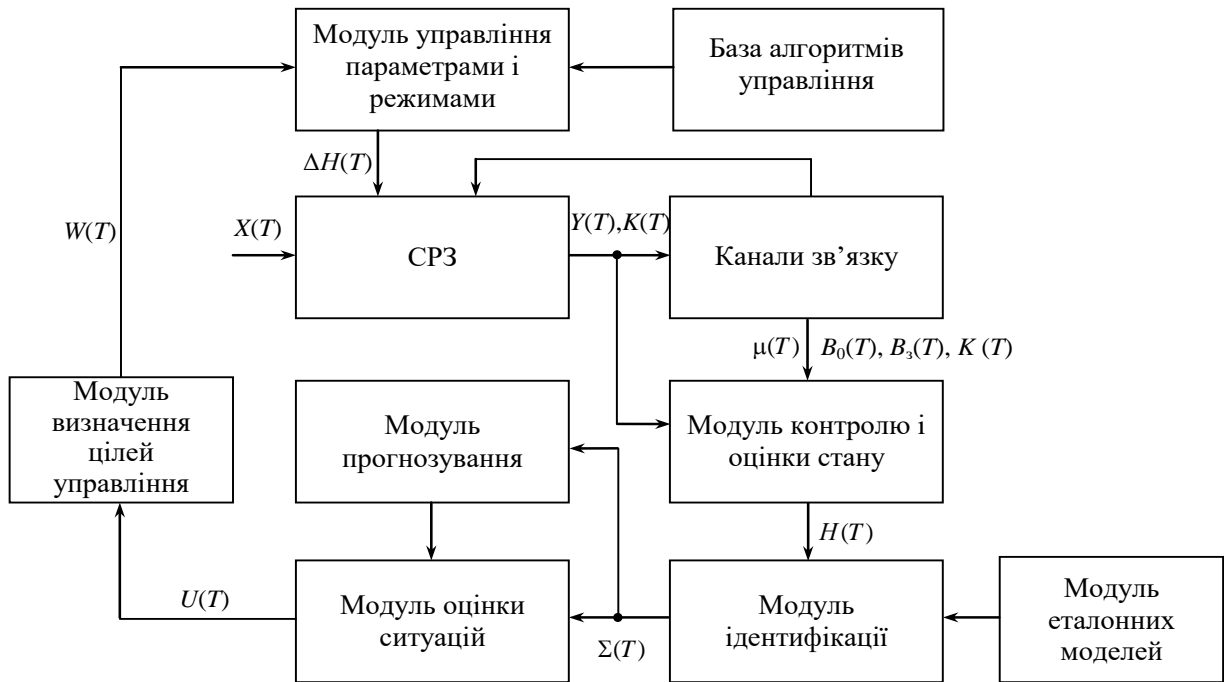 Модуль управління
параметрами і
режимами
База алгоритмів
управління
ΔH(T)
W(T)
X(T)
СРЗ
Y(T),K(T)
Канали зв’язку
μ(T)
B₀(T), Bз(T), K (T)
Модуль
визначення
цілей
управління
Модуль
прогнозування
Модуль контролю і
оцінки стану
H(T)
U(T)
Модуль оцінки
ситуацій
Σ(T)
Модуль
ідентифікації
Модуль
еталонних
моделей